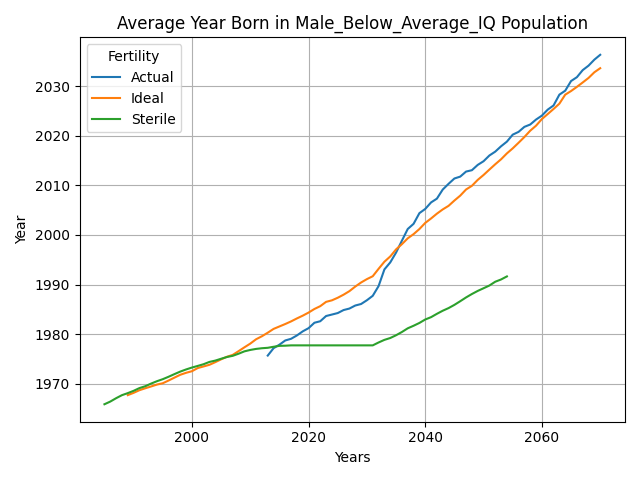 Average Year Born in Male_Below_Average_IQ Population
Fertility
Actual
Ideal
Sterile
Year
2030
2020
2010
2000
1990
1980
1970
2000 2020 2040 2060
Years